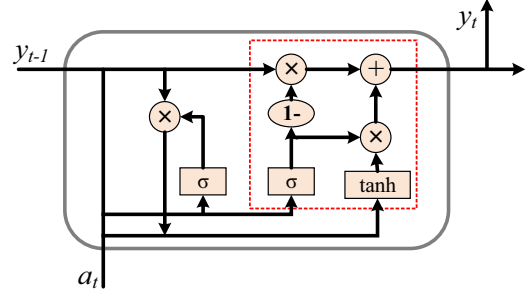 y_t
y_{t-1}
×
+
×
1-
×
σ
σ
tanh
a_t